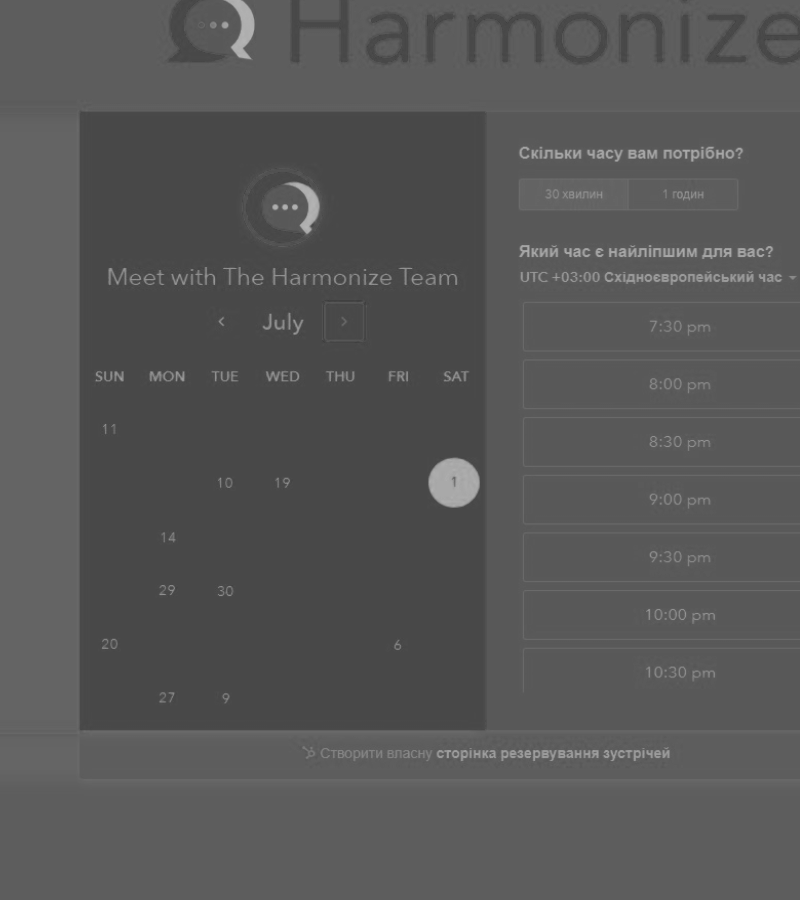 Harmonize
Meet with The Harmonize Team
July
SUN MON TUE WED THU FRI SAT
11
10 19 1
14
29 30
20 6
27 9
Скільки часу вам потрібно?
30 хвилин 1 годин
Який час є найліпшим для вас?
UTC +03:00 Східноєвропейський час
7:30 pm
8:00 pm
8:30 pm
9:00 pm
9:30 pm
10:00 pm
10:30 pm
Створити власну сторінка резервування зустрічей